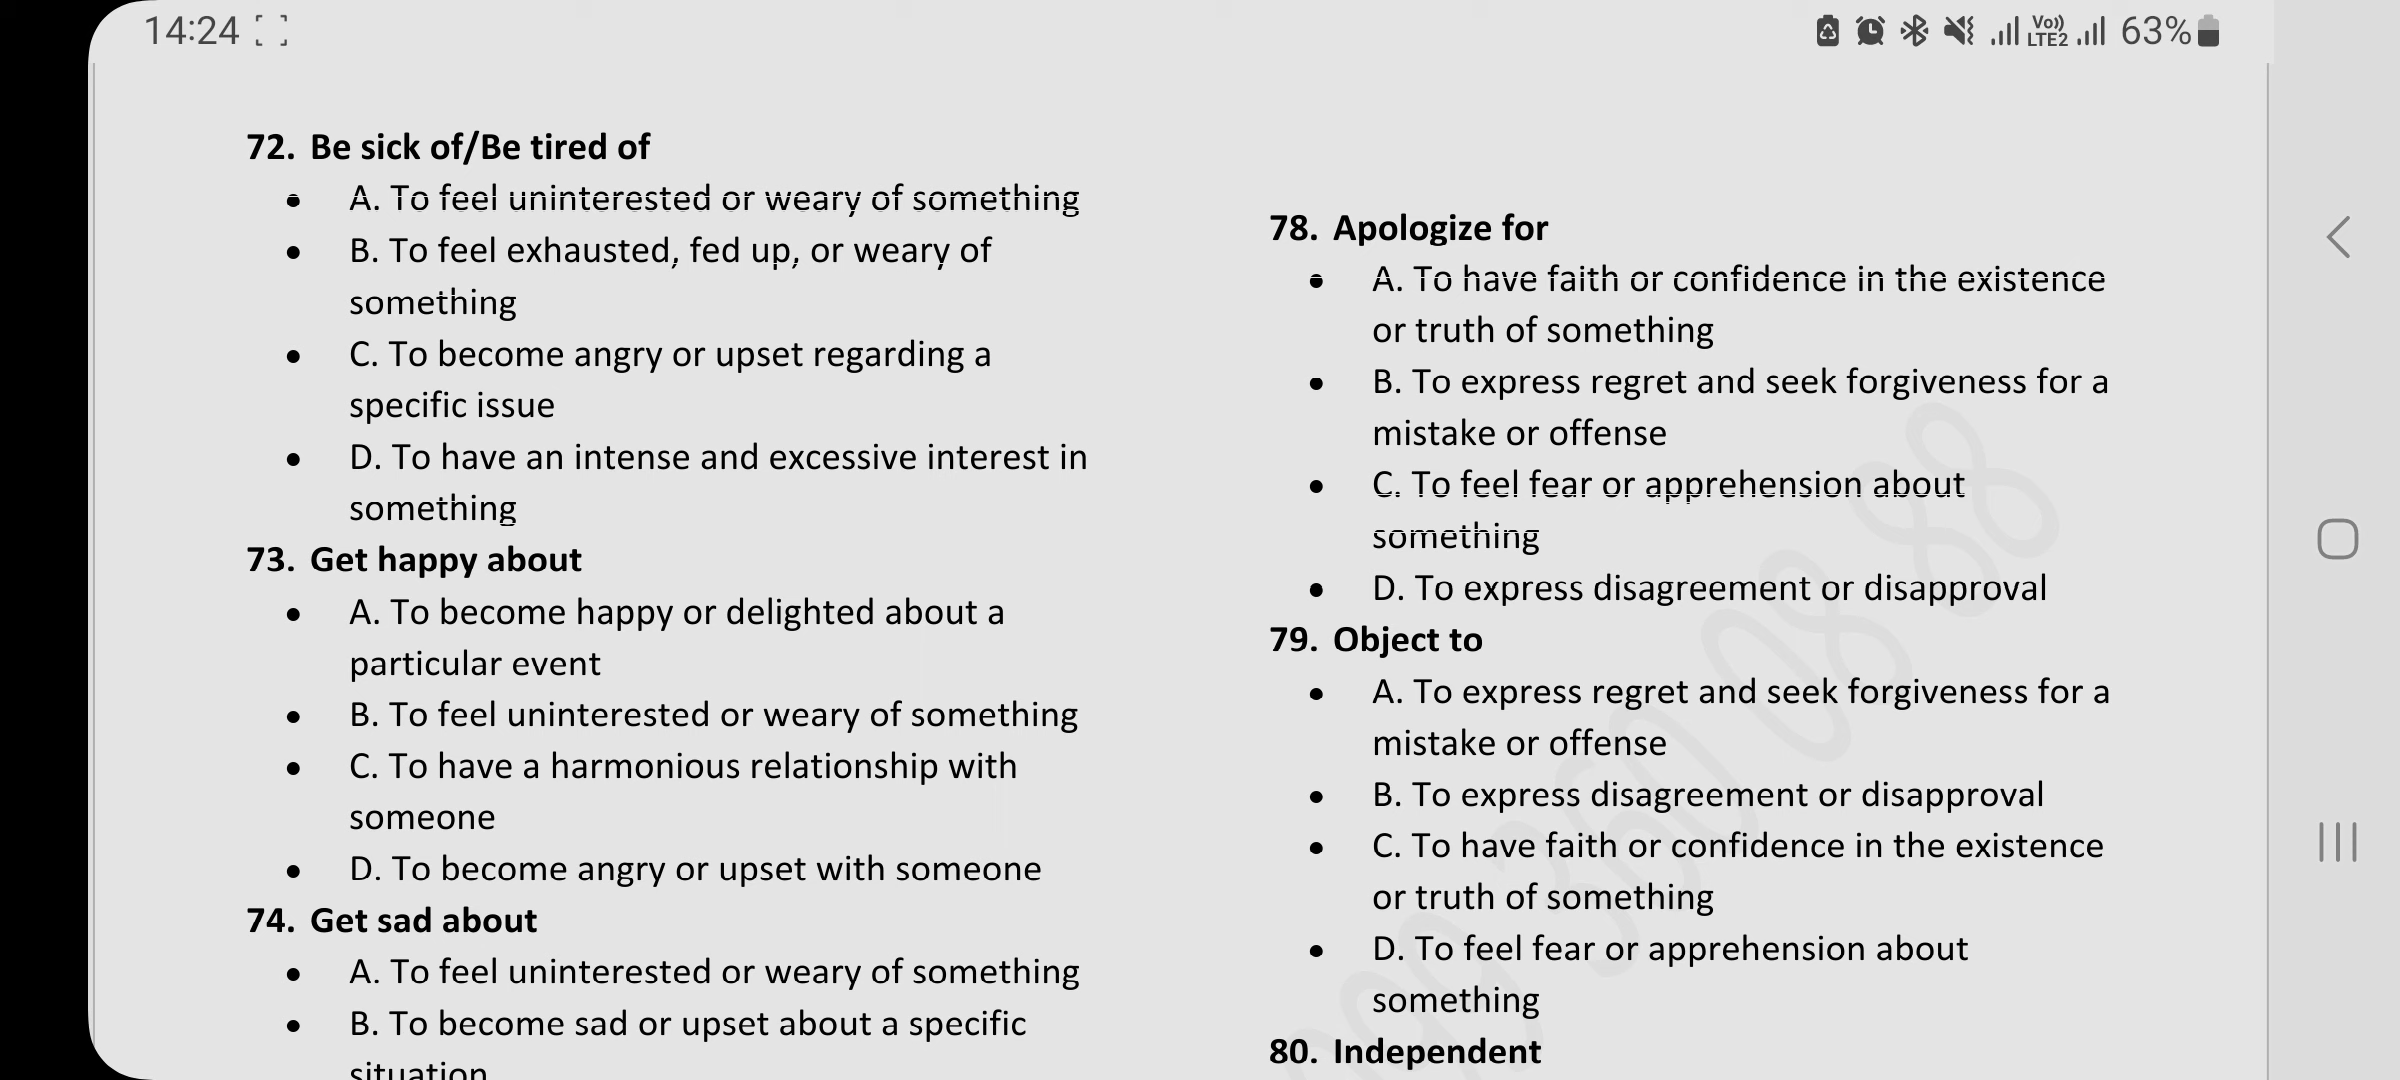 14:24
Vo))
LTE2
63%
72. Be sick of/Be tired of
• A. To feel uninterested or weary of something
• B. To feel exhausted, fed up, or weary of
something
• C. To become angry or upset regarding a
specific issue
• D. To have an intense and excessive interest in
something
73. Get happy about
• A. To become happy or delighted about a
particular event
• B. To feel uninterested or weary of something
• C. To have a harmonious relationship with
someone
• D. To become angry or upset with someone
74. Get sad about
• A. To feel uninterested or weary of something
• B. To become sad or upset about a specific
situation
78. Apologize for
• A. To have faith or confidence in the existence
or truth of something
• B. To express regret and seek forgiveness for a
mistake or offense
• C. To feel fear or apprehension about
something
• D. To express disagreement or disapproval
79. Object to
• A. To express regret and seek forgiveness for a
mistake or offense
• B. To express disagreement or disapproval
• C. To have faith or confidence in the existence
or truth of something
• D. To feel fear or apprehension about
something
80. Independent